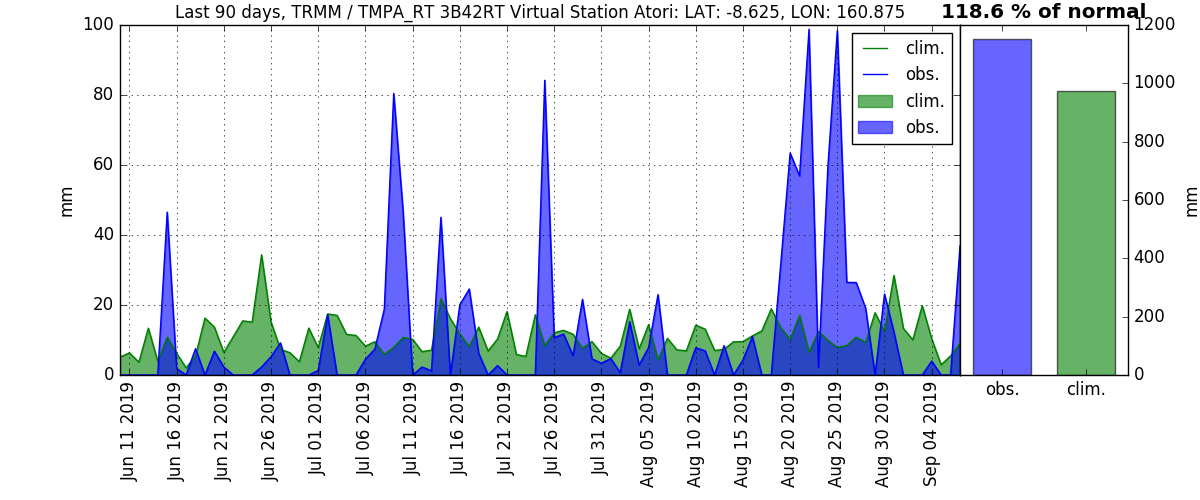 Last 90 days, TRMM / TMPA_RT 3B42RT Virtual Station Atori: LAT: -8.625, LON: 160.875
118.6 % of normal
mm
100
80
60
40
20
0
clim.
obs.
clim.
obs.
Jun 11 2019
Jun 16 2019
Jun 21 2019
Jun 26 2019
Jul 01 2019
Jul 06 2019
Jul 11 2019
Jul 16 2019
Jul 21 2019
Jul 26 2019
Jul 31 2019
Aug 05 2019
Aug 10 2019
Aug 15 2019
Aug 20 2019
Aug 25 2019
Aug 30 2019
Sep 04 2019
1200
1000
800
600
400
200
0
mm
obs.
clim.